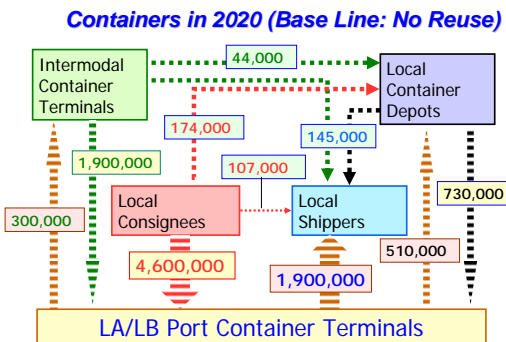 Containers in 2020 (Base Line: No Reuse)
44,000
Intermodal
Container
Terminals
Local
Container
Depots
174,000
145,000
1,900,000
107,000
Local
Consignees
Local
Shippers
730,000
300,000
510,000
4,600,000
1,900,000
LA/LB Port Container Terminals